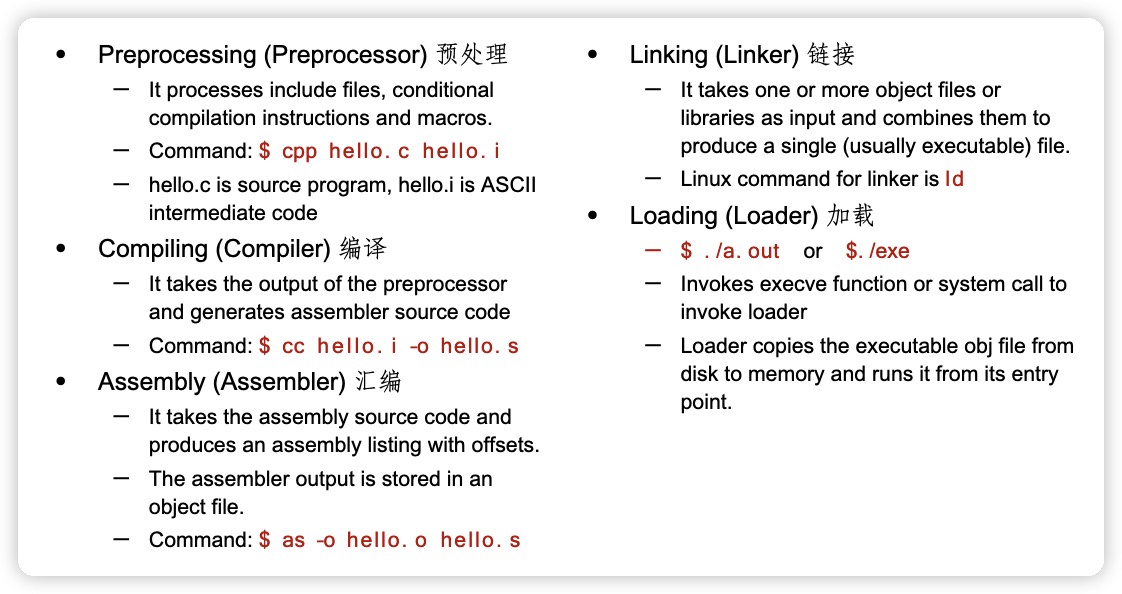 • Preprocessing (Preprocessor) 预处理
– It processes include files, conditional
compilation instructions and macros.
– Command: $ cpp hello.c hello.i
– hello.c is source program, hello.i is ASCII
intermediate code
• Compiling (Compiler) 编译
– It takes the output of the preprocessor
and generates assembler source code
– Command: $ cc hello.i -o hello.s
• Assembly (Assembler) 汇编
– It takes the assembly source code and
produces an assembly listing with offsets.
– The assembler output is stored in an
object file.
– Command: $ as -o hello.o hello.s
• Linking (Linker) 链接
– It takes one or more object files or
libraries as input and combines them to
produce a single (usually executable) file.
– Linux command for linker is ld
• Loading (Loader) 加载
– $ ./a.out or $./exe
– Invokes execve function or system call to
invoke loader
– Loader copies the executable obj file from
disk to memory and runs it from its entry
point.